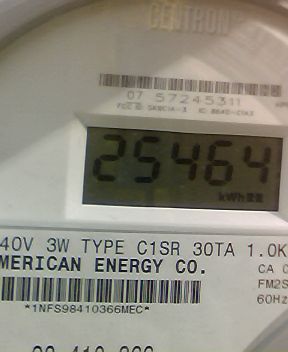 CENTRON
07 57245311
25464
kWh
40V 3W TYPE C1SR 30TA 1.0K
MERICAN ENERGY CO.
CA 0
FM2S
60Hz
*1NFS98410366MEC*